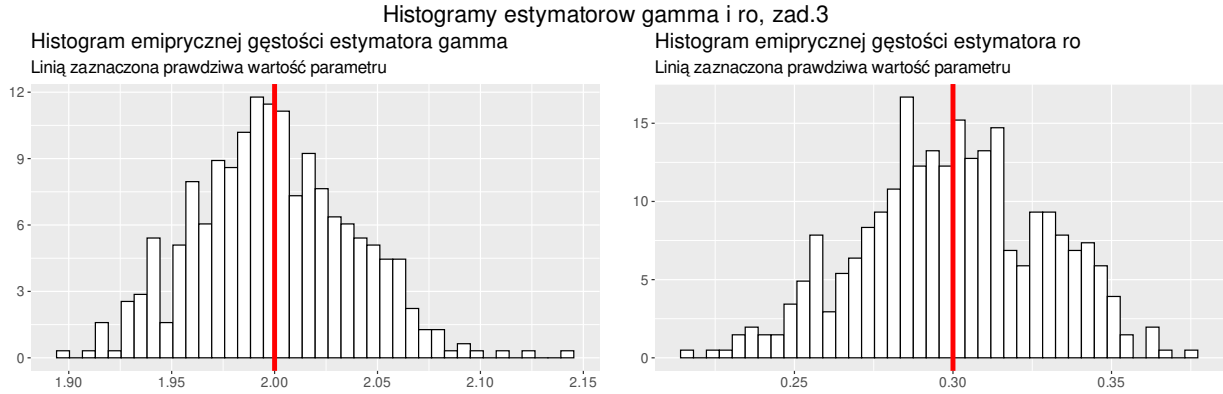 Histogramy estymatorow gamma i ro, zad.3
Histogram emiprycznej gęstości estymatora gamma
Linią zaznaczona prawdziwa wartość parametru
12
9
6
3
0
1.90 1.95 2.00 2.05 2.10 2.15
Histogram emiprycznej gęstości estymatora ro
Linią zaznaczona prawdziwa wartość parametru
15
10
5
0
0.25 0.30 0.35